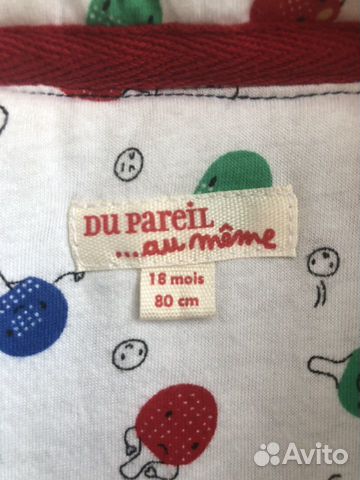 DU PAREIL
...au même
18 mois
80 cm
Avito